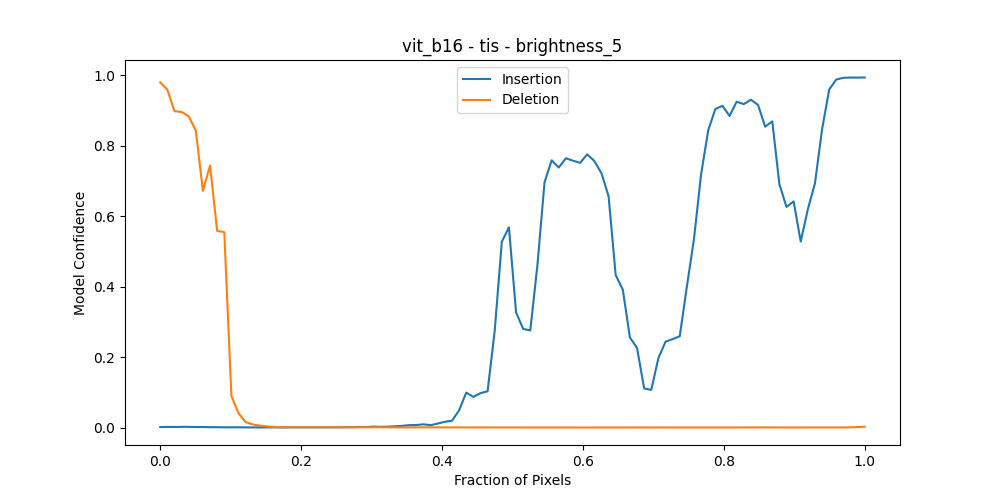 vit_b16 - tis - brightness_5
Insertion
Deletion
Model Confidence
1.0
0.8
0.6
0.4
0.2
0.0
0.0 0.2 0.4 0.6 0.8 1.0
Fraction of Pixels